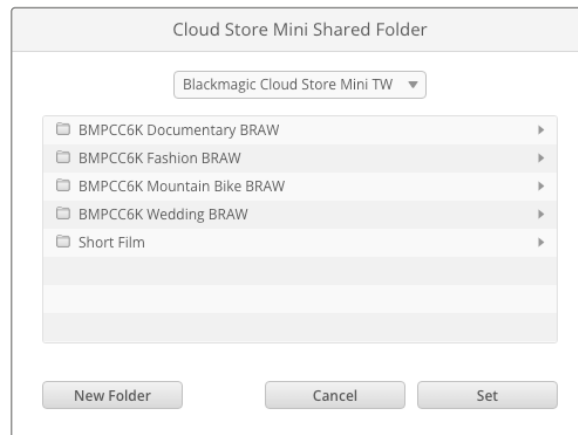 Cloud Store Mini Shared Folder
Blackmagic Cloud Store Mini TW
BMPCC6K Documentary BRAW
BMPCC6K Fashion BRAW
BMPCC6K Mountain Bike BRAW
BMPCC6K Wedding BRAW
Short Film
New Folder Cancel Set